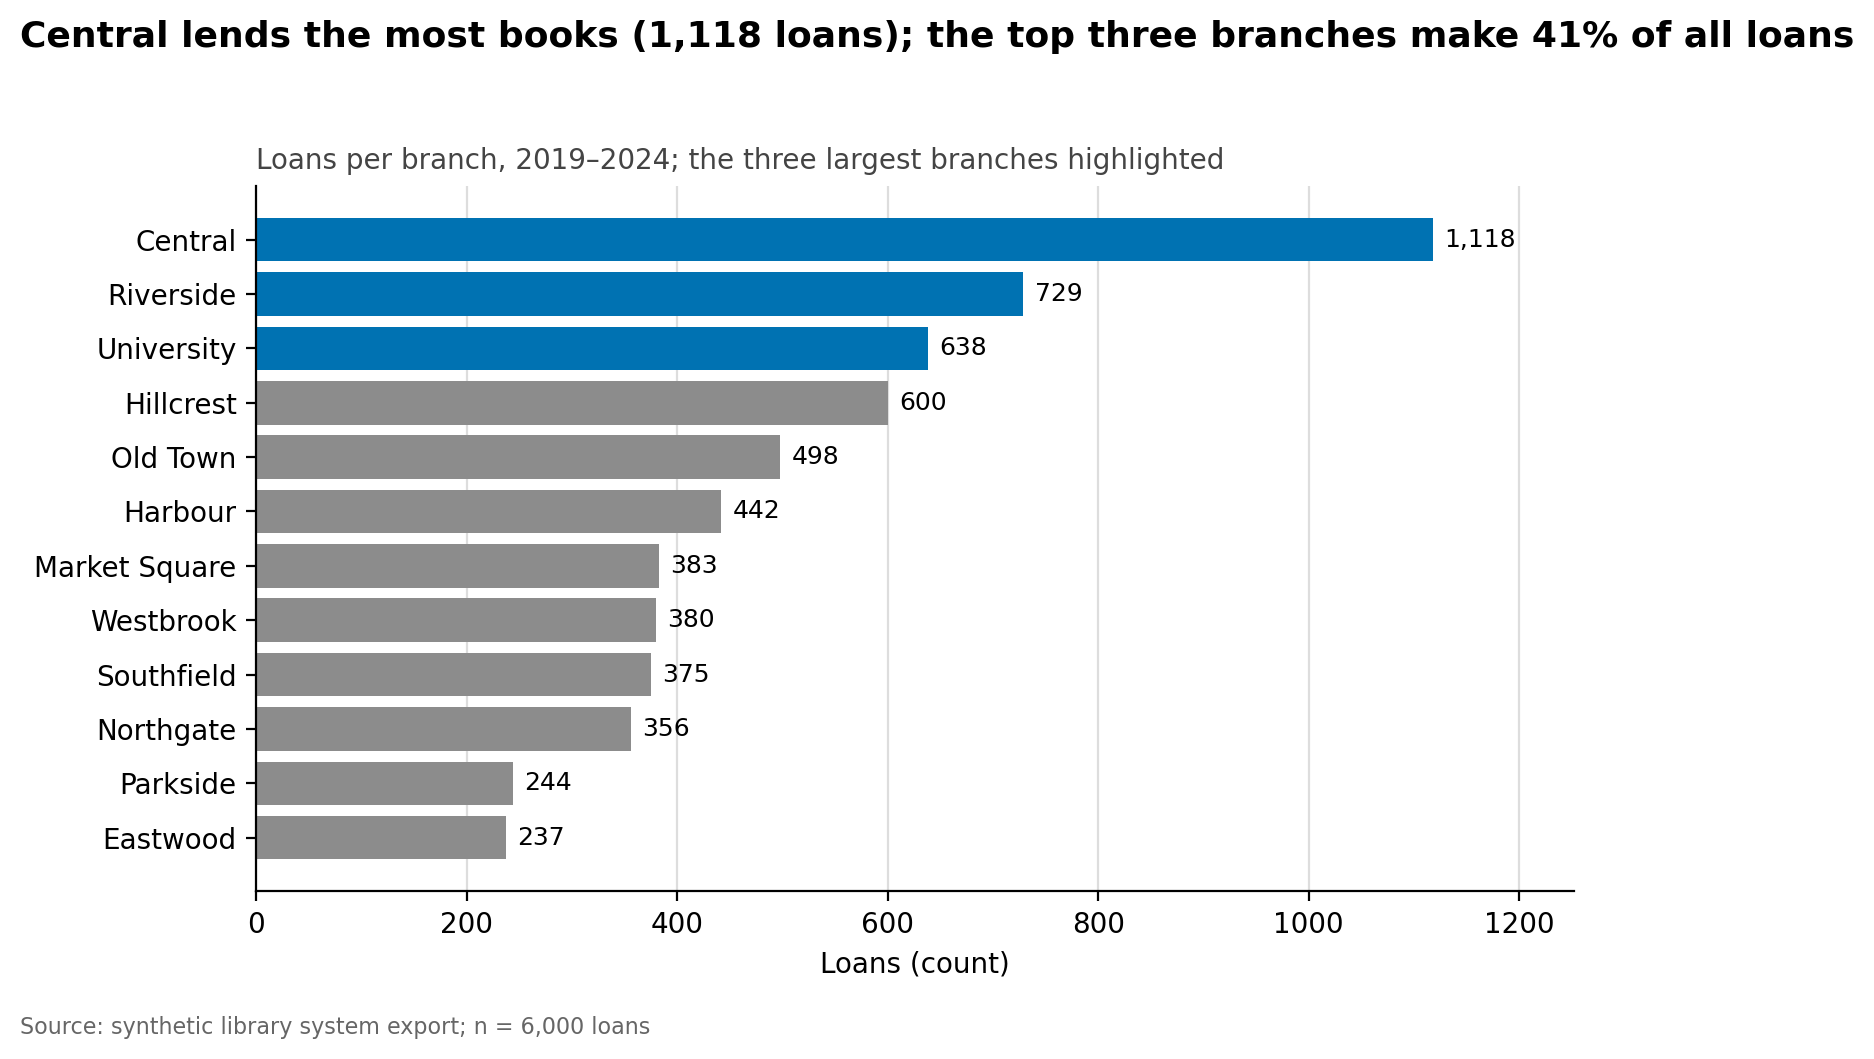 Central lends the most books (1,118 loans); the top three branches make 41% of all loans
Loans per branch, 2019–2024; the three largest branches highlighted
Central 1,118
Riverside 729
University 638
Hillcrest 600
Old Town 498
Harbour 442
Market Square 383
Westbrook 380
Southfield 375
Northgate 356
Parkside 244
Eastwood 237
0 200 400 600 800 1000 1200
Loans (count)
Source: synthetic library system export; n = 6,000 loans